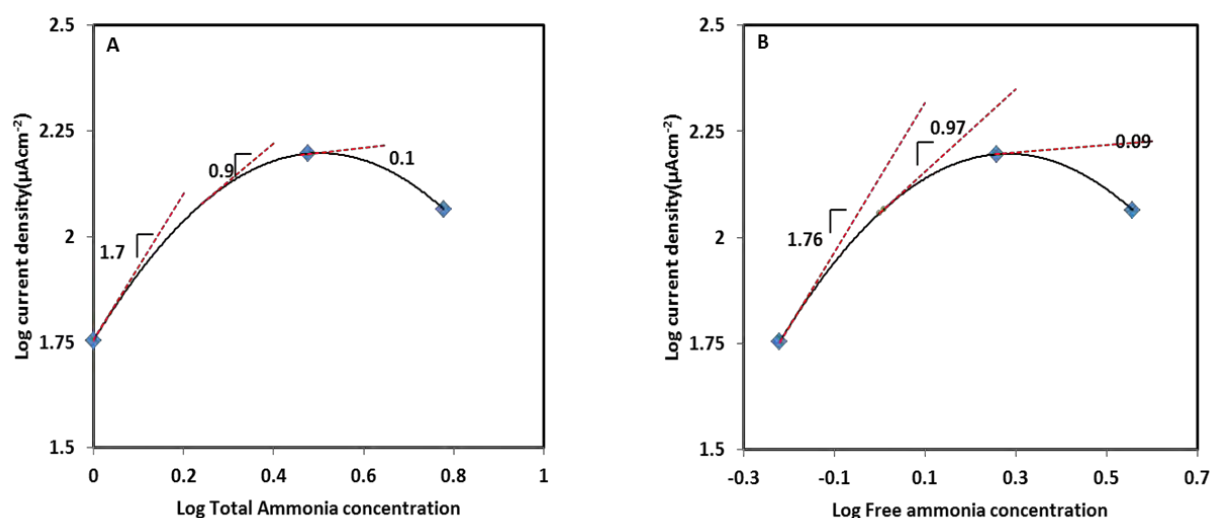 A
Log current density(µAcm⁻²)
2.5
2.25
2
1.75
1.5
1.7
0.9
0.1
0 0.2 0.4 0.6 0.8 1
Log Total Ammonia concentration
B
Log current density(µAcm⁻²)
2.5
2.25
2
1.75
1.5
1.76
0.97
0.09
-0.3 -0.1 0.1 0.3 0.5 0.7
Log Free ammonia concentration